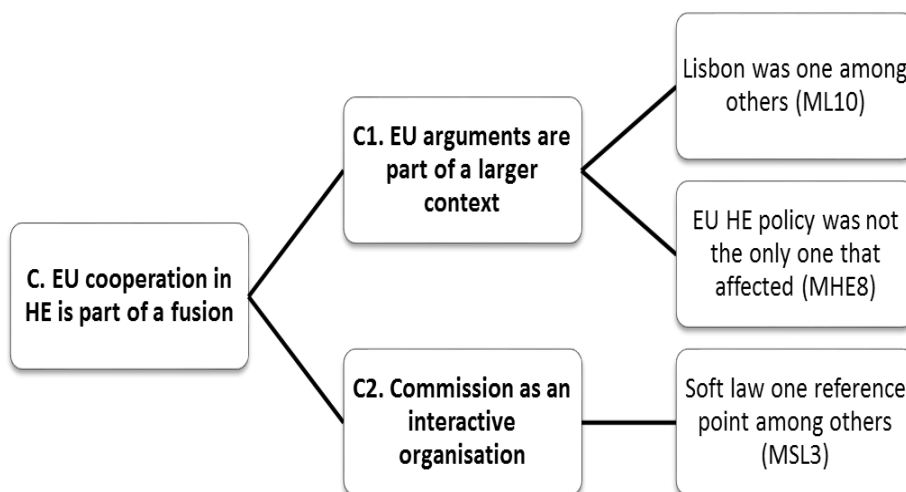 C. EU cooperation in
HE is part of a fusion
C1. EU arguments are
part of a larger
context
Lisbon was one among
others (ML10)
EU HE policy was not
the only one that
affected (MHE8)
C2. Commission as an
interactive
organisation
Soft law one reference
point among others
(MSL3)